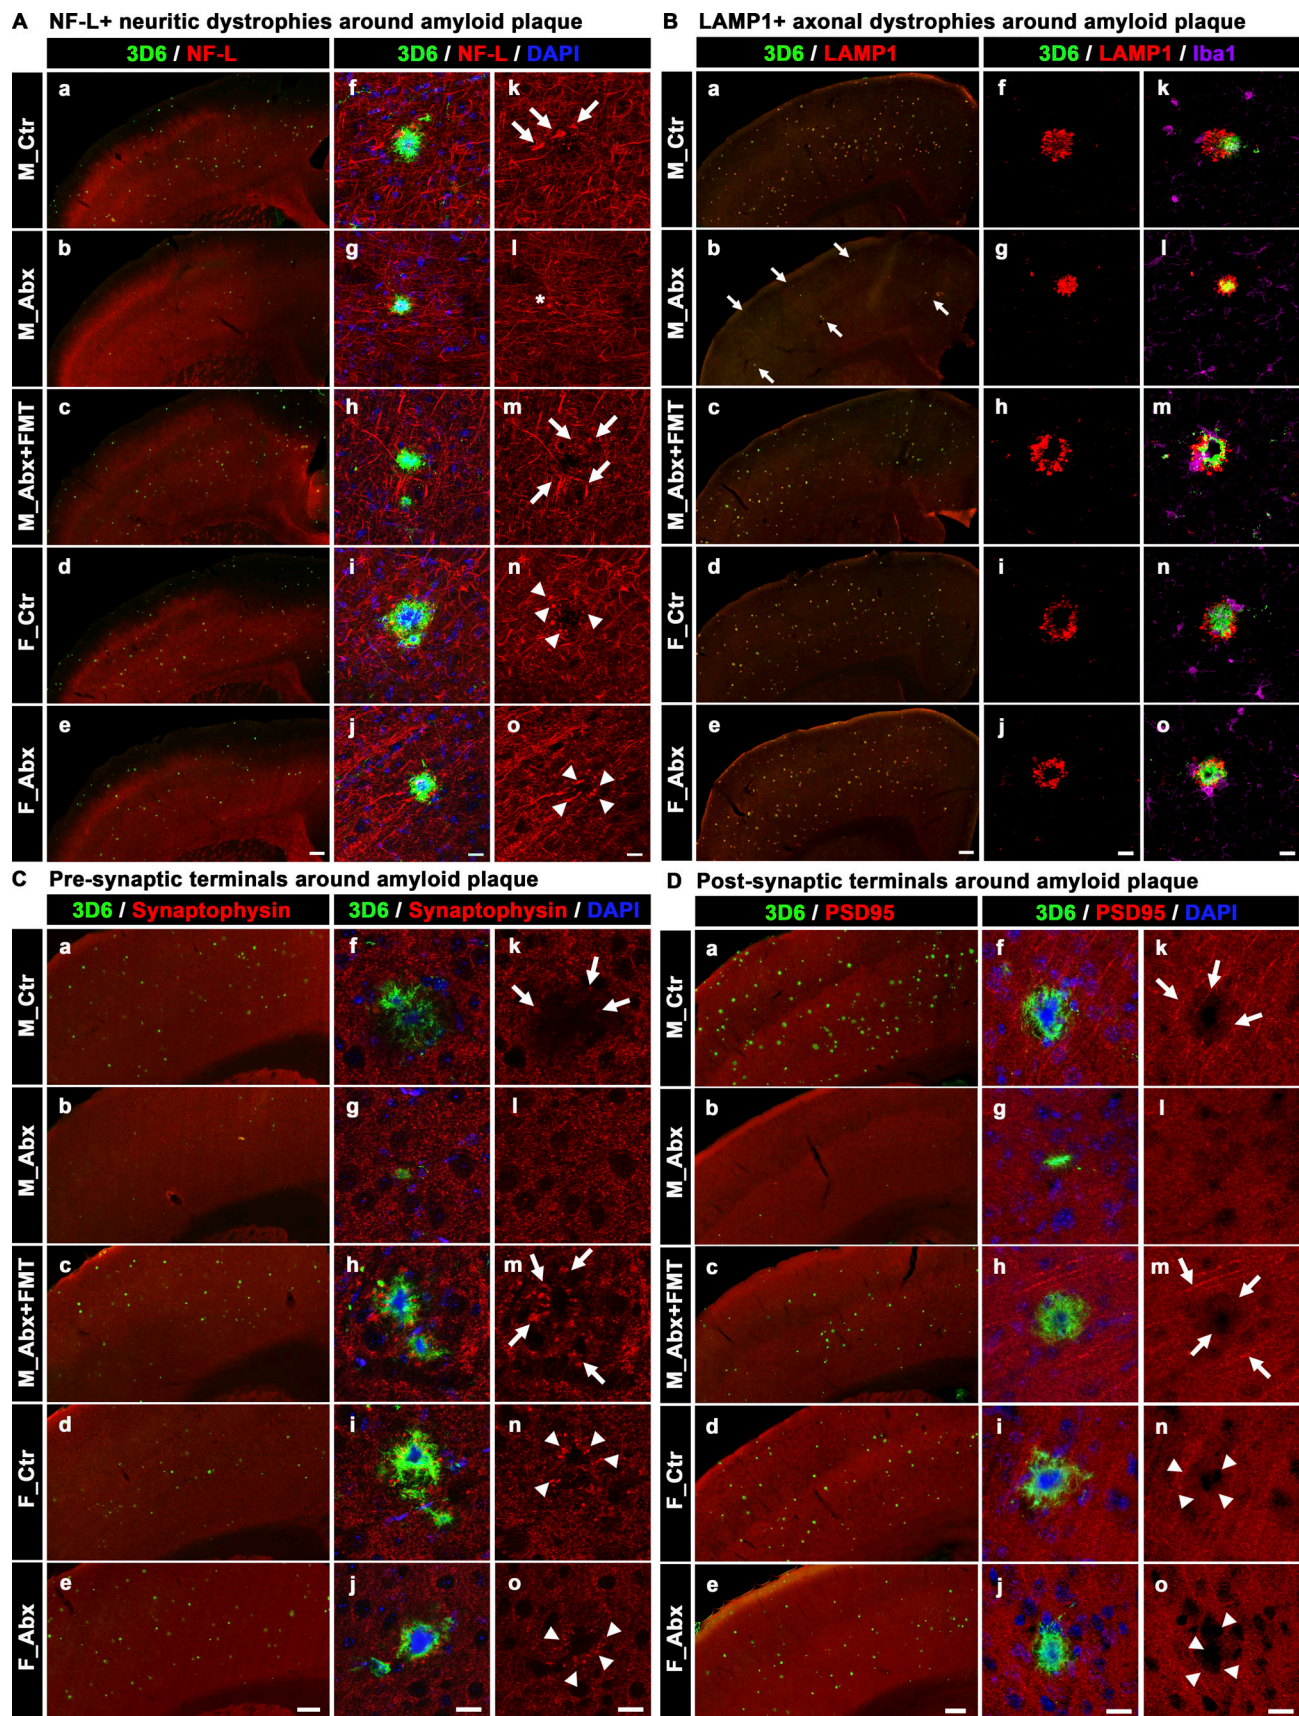 A NF-L+ neuritic dystrophies around amyloid plaque
3D6 / NF-L
3D6 / NF-L / DAPI
M_Ctr
a
f
k
M_Abx
b
g
l
*
M_Abx+FMT
c
h
m
F_Ctr
d
i
n
F_Abx
e
j
o
B LAMP1+ axonal dystrophies around amyloid plaque
3D6 / LAMP1
3D6 / LAMP1 / Iba1
M_Ctr
a
f
k
M_Abx
b
g
l
M_Abx+FMT
c
h
m
F_Ctr
d
i
n
F_Abx
e
j
o
C Pre-synaptic terminals around amyloid plaque
3D6 / Synaptophysin
3D6 / Synaptophysin / DAPI
M_Ctr
a
f
k
M_Abx
b
g
l
M_Abx+FMT
c
h
m
F_Ctr
d
i
n
F_Abx
e
j
o
D Post-synaptic terminals around amyloid plaque
3D6 / PSD95
3D6 / PSD95 / DAPI
M_Ctr
a
f
k
M_Abx
b
g
l
M_Abx+FMT
c
h
m
F_Ctr
d
i
n
F_Abx
e
j
o